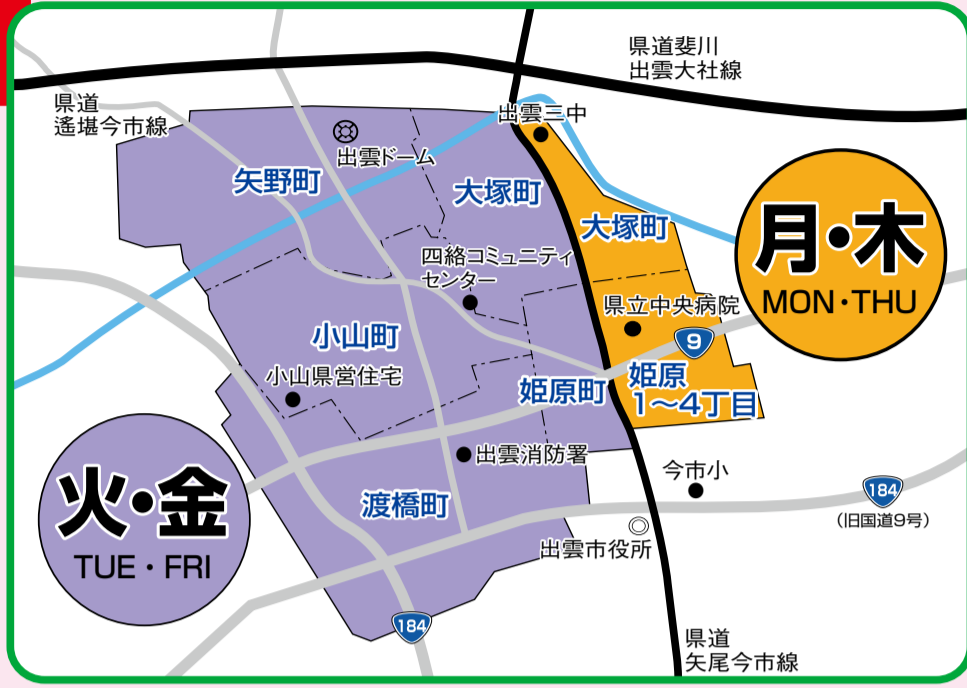 県道斐川
出雲大社線
県道
遙堪今市線
出雲三中
出雲ドーム
矢野町
大塚町
大塚町
月・木
MON・THU
四絡コミュニティ
センター
県立中央病院
9
小山町
小山県営住宅
姫原町
姫原
1～4丁目
火・金
TUE・FRI
出雲消防署
今市小
渡橋町
184
(旧国道9号)
出雲市役所
184
県道
矢尾今市線